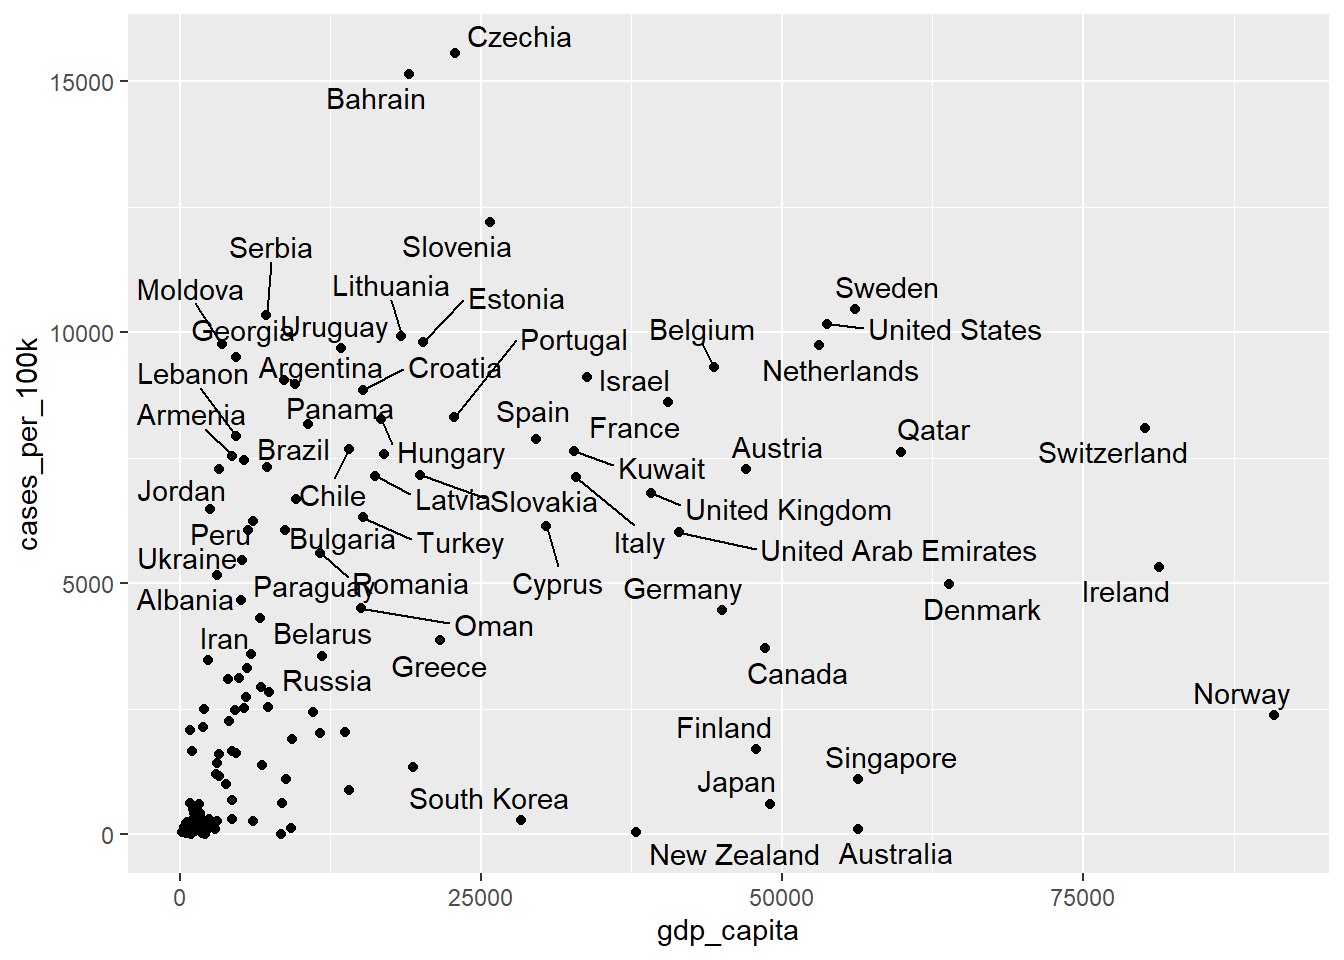 Czechia
15000
Bahrain
Serbia
Slovenia
Moldova
Lithuania
Estonia
Sweden
10000
Georgia
Uruguay
Portugal
Belgium
United States
Lebanon
Argentina
Croatia
Israel
Netherlands
Armenia
Panama
Spain
France
Qatar
Brazil
Hungary
Kuwait
Austria
Switzerland
Jordan
Chile
Latvia
Slovakia
United Kingdom
Peru
Bulgaria
Turkey
Italy
United Arab Emirates
Ukraine
5000
Paraguay
Romania
Cyprus
Germany
Ireland
Albania
Denmark
Iran
Belarus
Oman
Greece
Canada
Russia
Norway
Finland
Singapore
Japan
South Korea
0
New Zealand
Australia
0
25000
50000
75000
gdp_capita
cases_per_100k